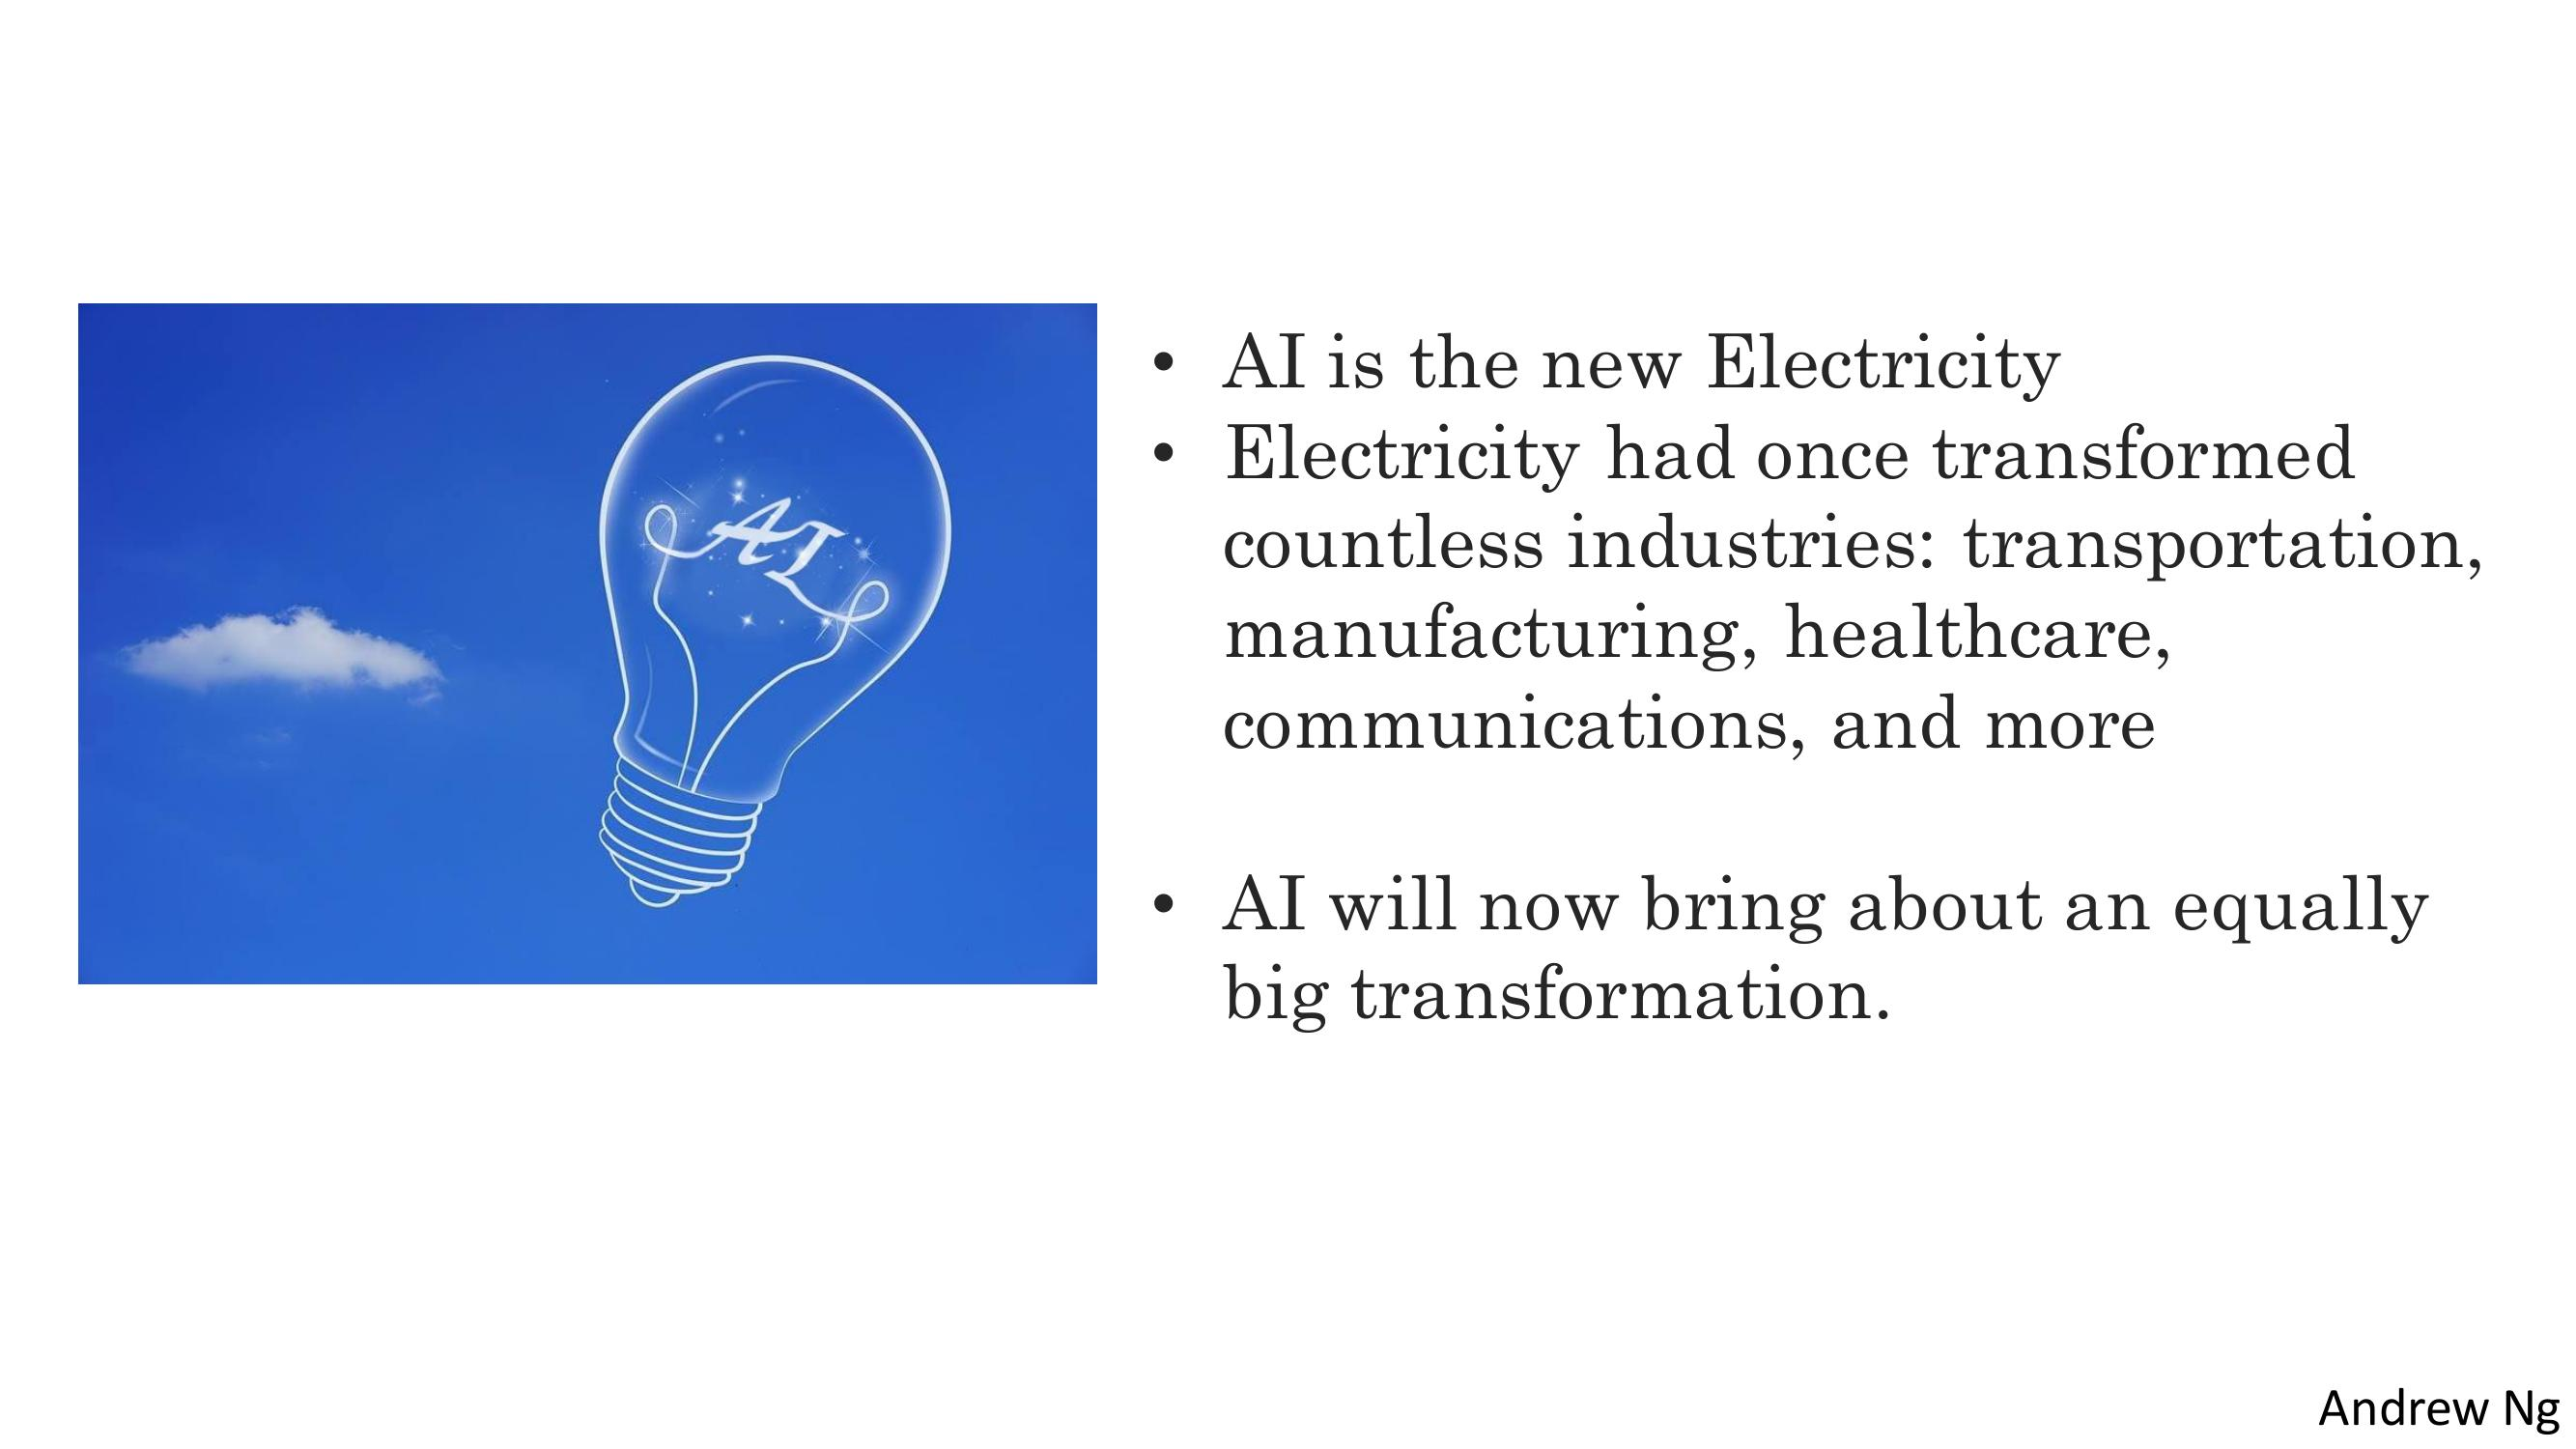 AI
• AI is the new Electricity
• Electricity had once transformed
countless industries: transportation,
manufacturing, healthcare,
communications, and more
• AI will now bring about an equally
big transformation.
Andrew Ng